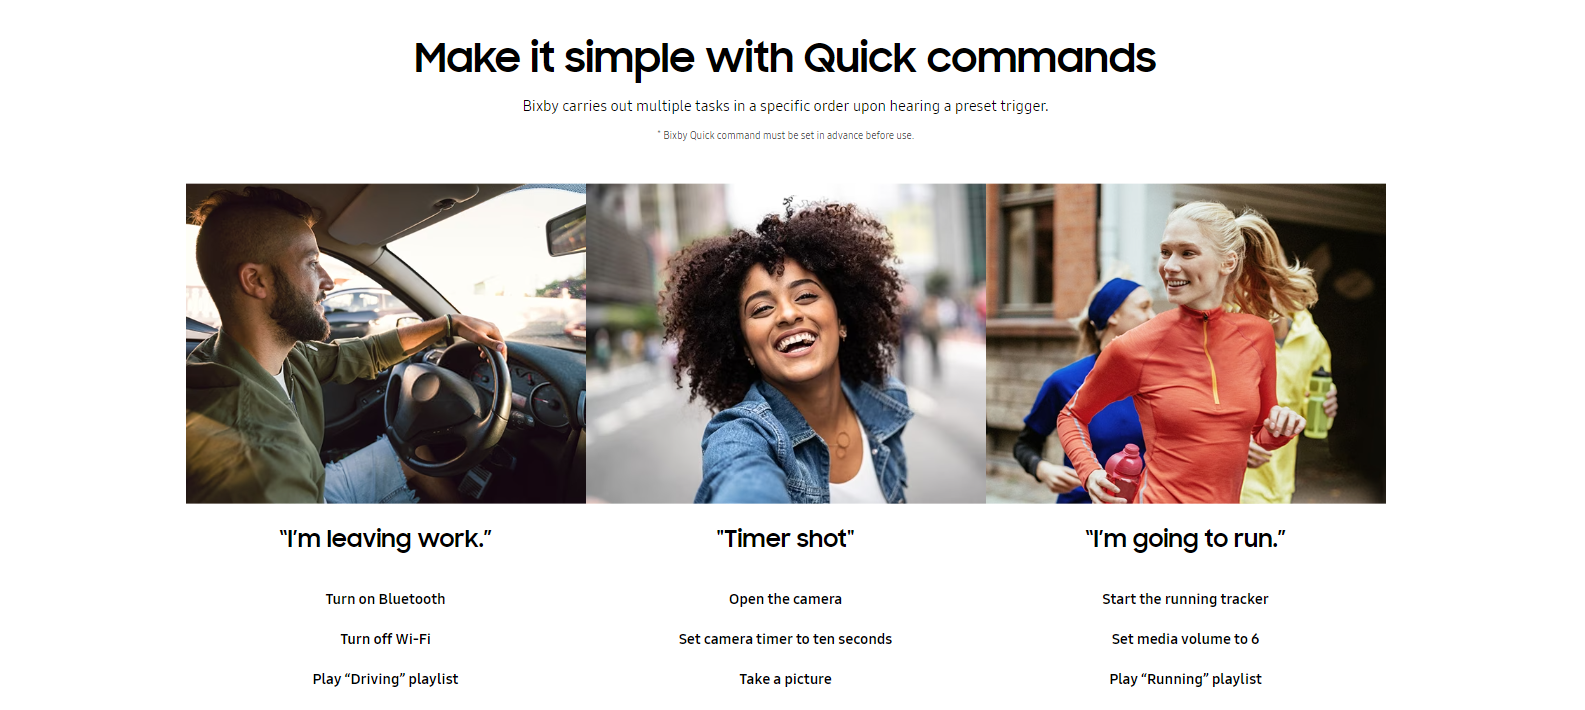 Make it simple with Quick commands
Bixby carries out multiple tasks in a specific order upon hearing a preset trigger.
* Bixby Quick command must be set in advance before use.
“I’m leaving work.”
"Timer shot"
“I’m going to run.”
Turn on Bluetooth
Open the camera
Start the running tracker
Turn off Wi-Fi
Set camera timer to ten seconds
Set media volume to 6
Play “Driving” playlist
Take a picture
Play “Running” playlist